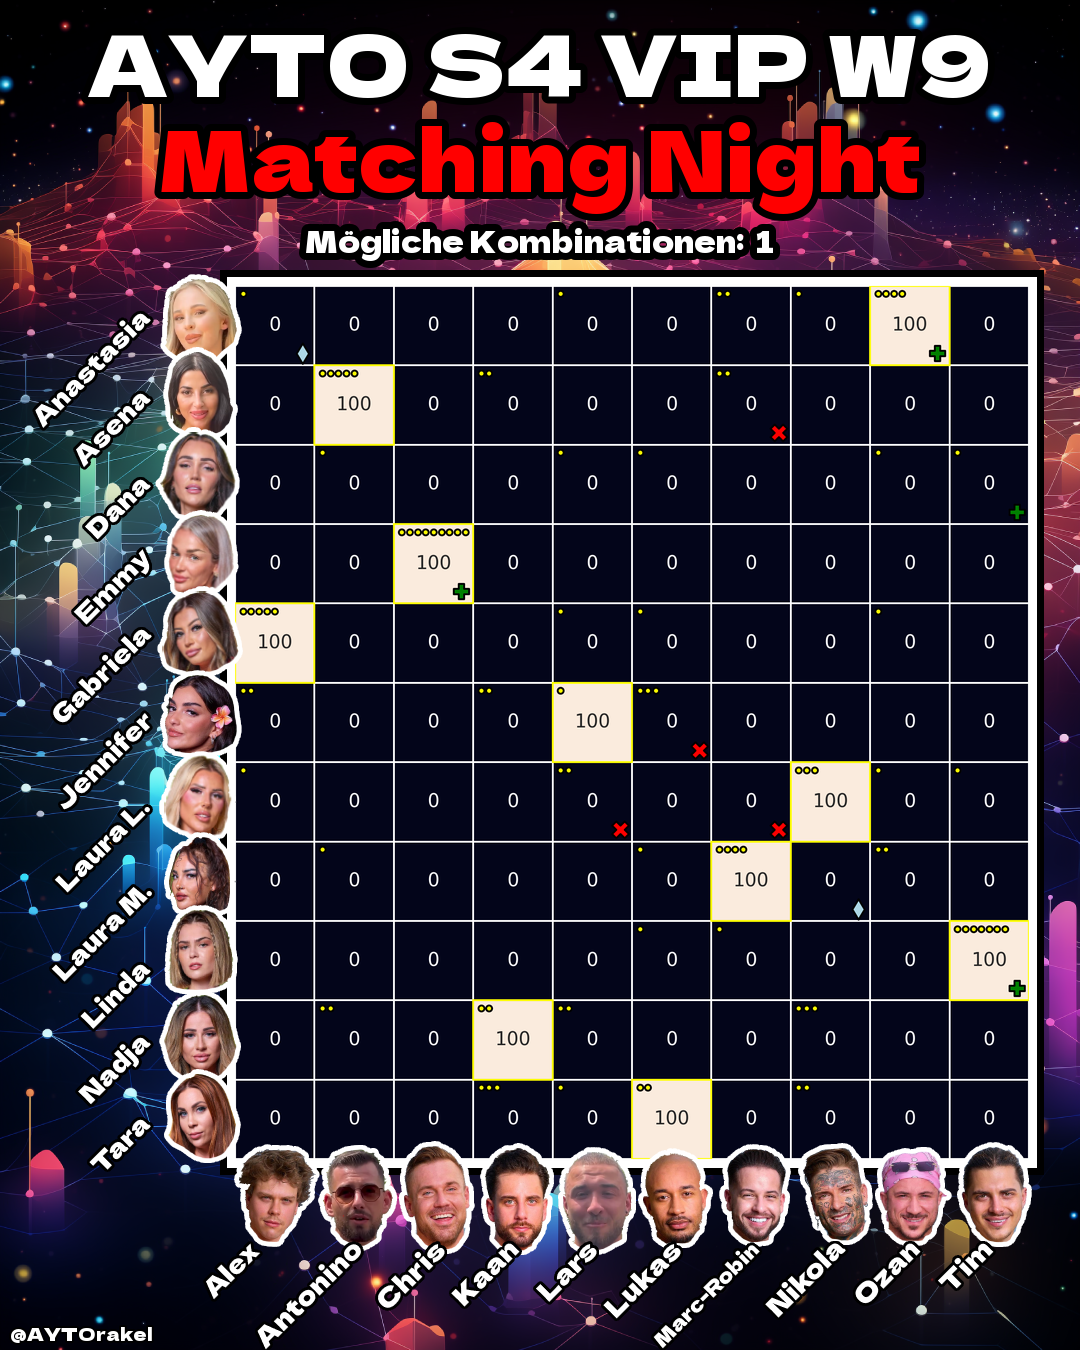 AYTO S4 VIP W9
Matching Night
Mögliche Kombinationen: 1
Anastasia 0 0 0 0 0 0 0 0 100 0
Asena 0 100 0 0 0 0 0 0 0 0
Dana 0 0 0 0 0 0 0 0 0 0
Emmy 0 0 100 0 0 0 0 0 0 0
Gabriela 100 0 0 0 0 0 0 0 0 0
Jennifer 0 0 0 0 100 0 0 0 0 0
Laura L. 0 0 0 0 0 0 0 100 0 0
Laura M. 0 0 0 0 0 0 100 0 0 0
Linda 0 0 0 0 0 0 0 0 0 100
Nadja 0 0 0 100 0 0 0 0 0 0
Tara 0 0 0 0 0 100 0 0 0 0
Alex Antonino Chris Kaan Lars Lukas Marc-Robin Nikola Ozan Tim
@AYTOrakel